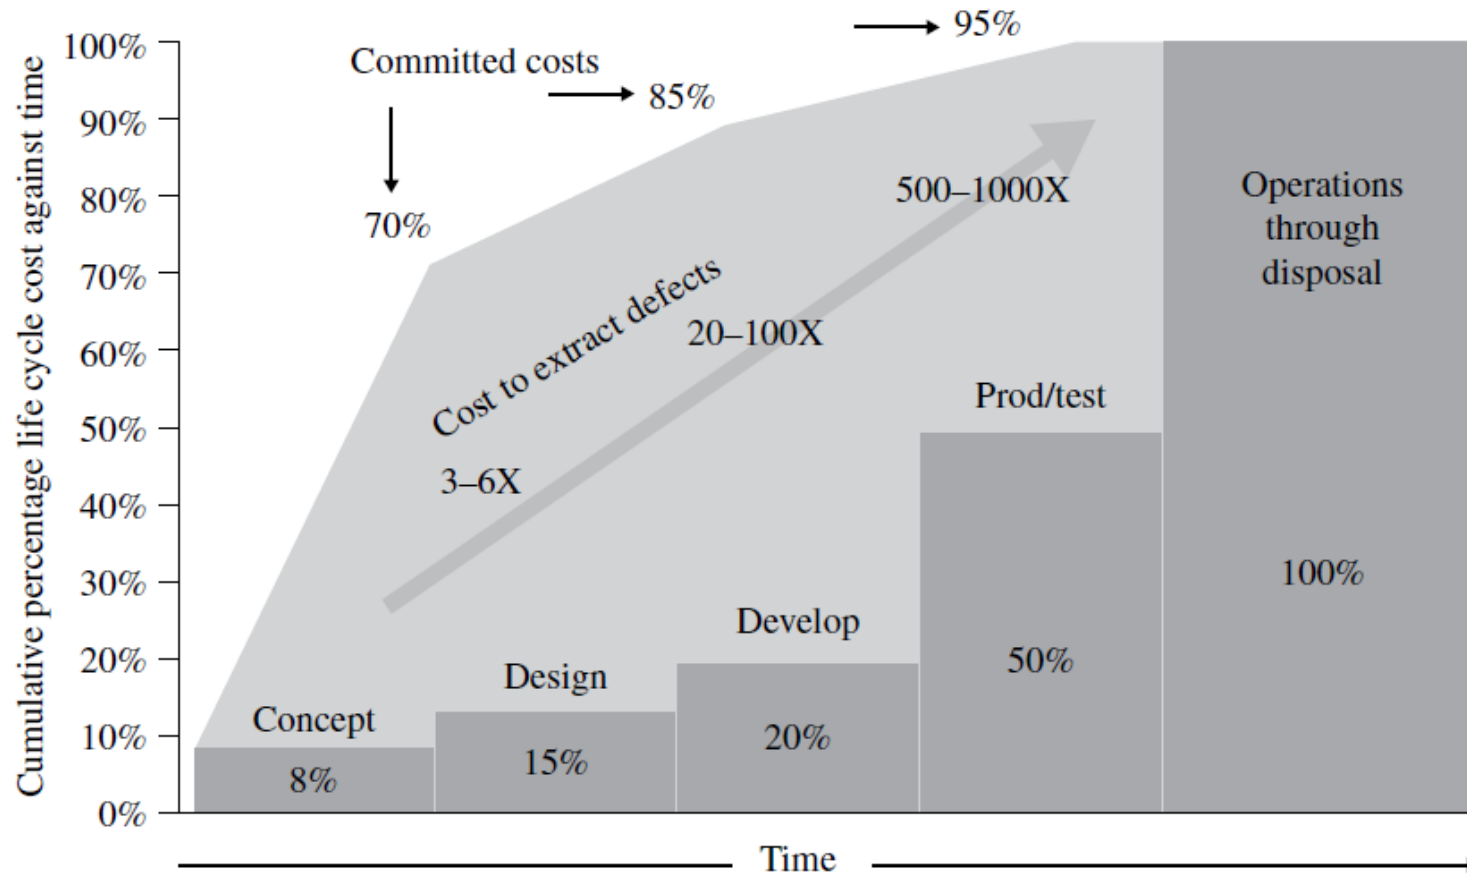 95%
Committed costs
85%
70%
100%
90%
80%
70%
60%
50%
40%
30%
20%
10%
0%
Cumulative percentage life cycle cost against time
500–1000X
Cost to extract defects
20–100X
3–6X
Operations
through
disposal
100%
Prod/test
50%
Develop
20%
Design
15%
Concept
8%
Time